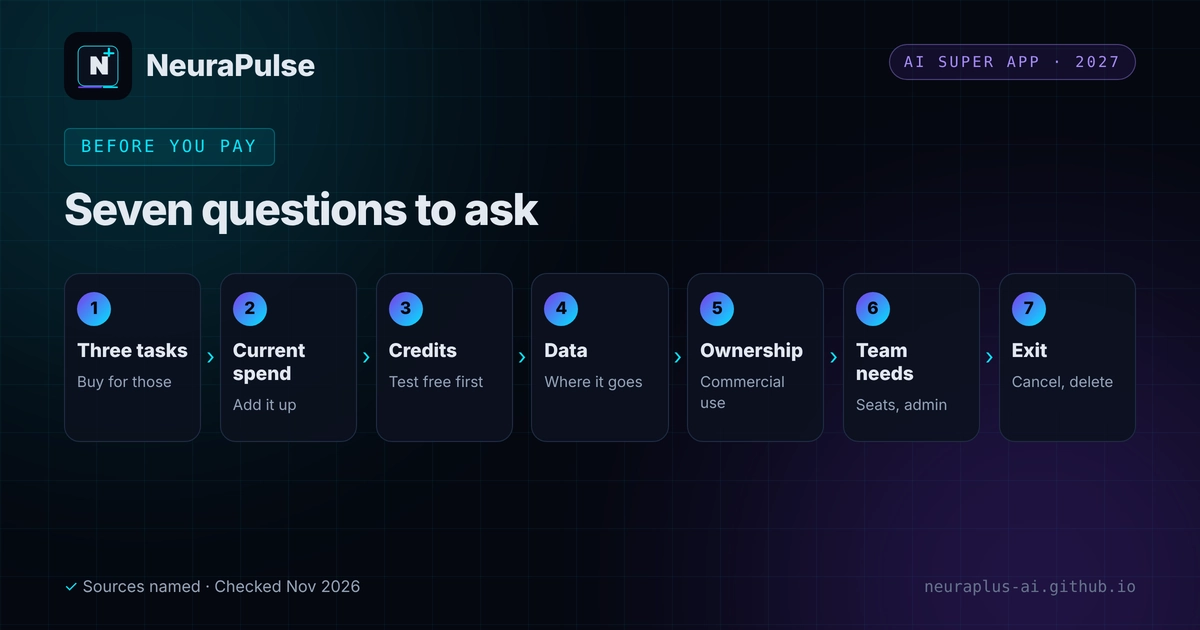 N
NeuraPulse
AI SUPER APP · 2027
BEFORE YOU PAY
Seven questions to ask
1
Three tasks
Buy for those
›
2
Current
spend
Add it up
›
3
Credits
Test free first
›
4
Data
Where it goes
›
5
Ownership
Commercial
use
›
6
Team
needs
Seats, admin
›
7
Exit
Cancel, delete
✓ Sources named · Checked Nov 2026
neuraplus-ai.github.io